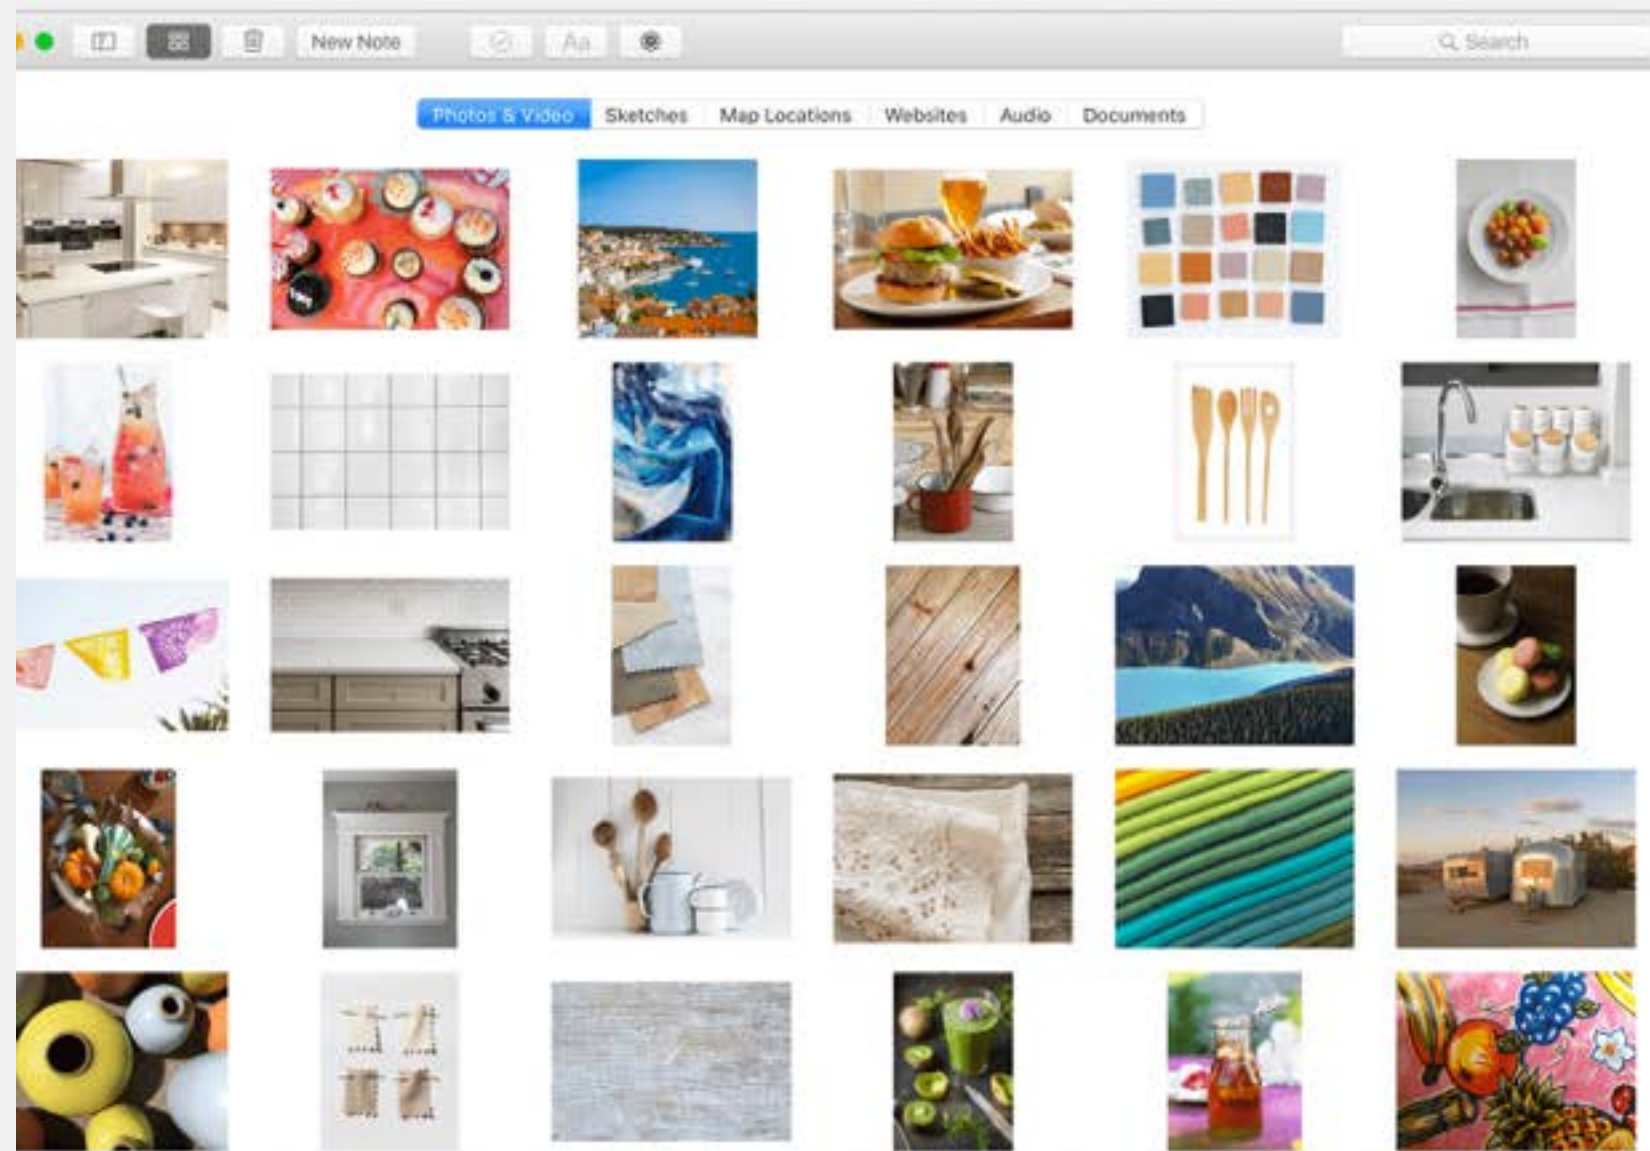 New Note
Aa
Search
Photos & Video Sketches Map Locations Websites Audio Documents